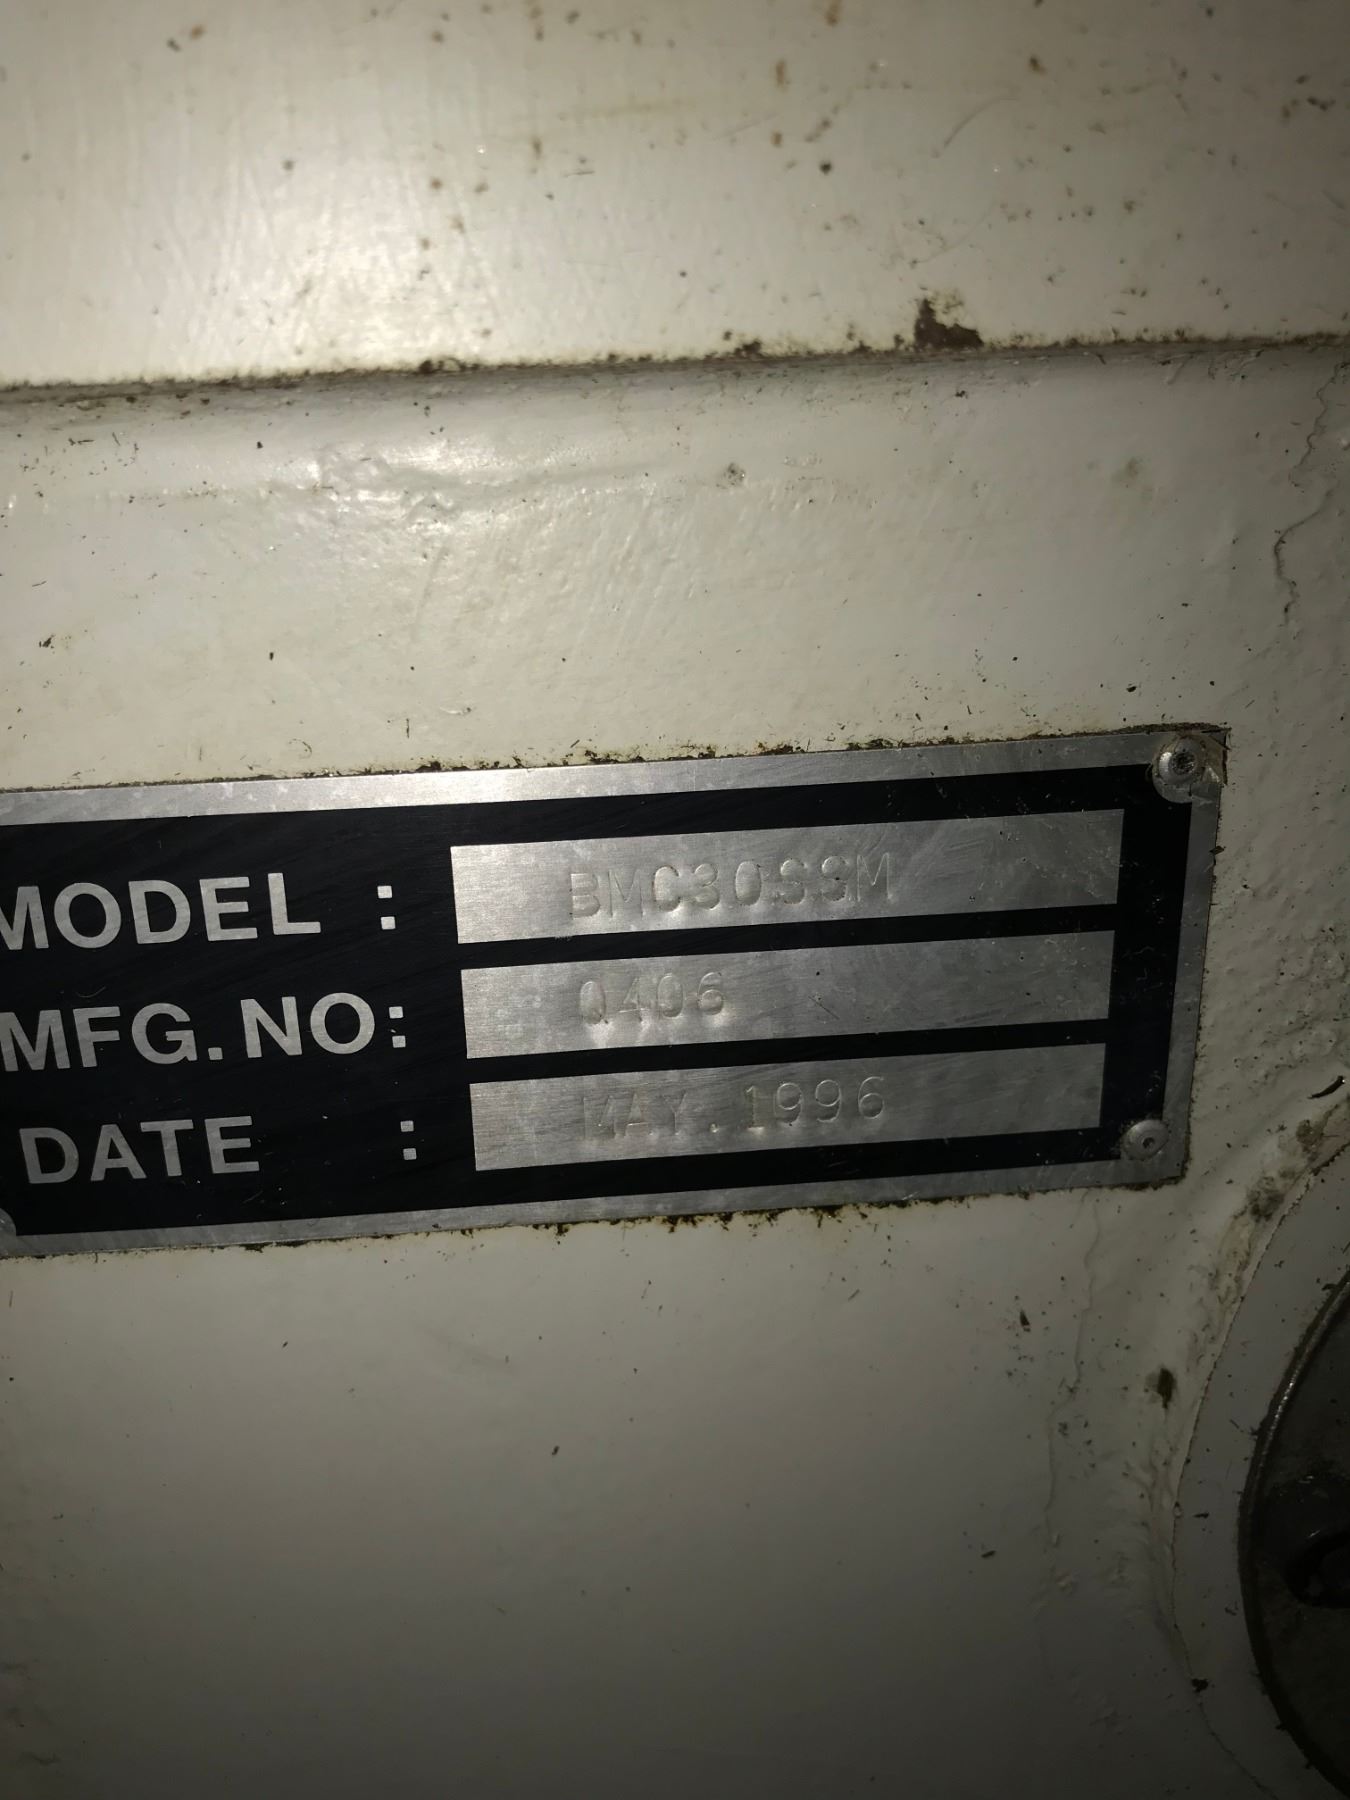 MODEL : BMC30SSM
MFG. NO: 0406
DATE : MAY. 1996